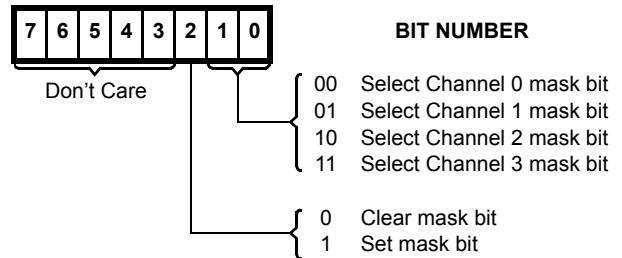 7 6 5 4 3 2 1 0 BIT NUMBER
Don't Care
00 Select Channel 0 mask bit
01 Select Channel 1 mask bit
10 Select Channel 2 mask bit
11 Select Channel 3 mask bit
0 Clear mask bit
1 Set mask bit